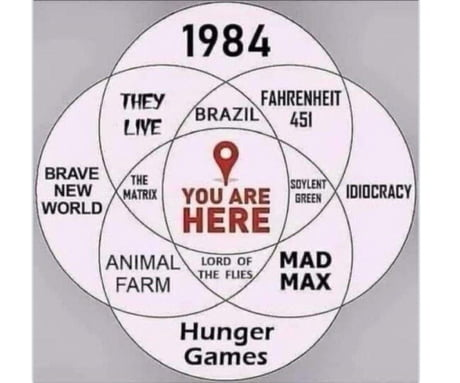 1984
THEY
LIVE
BRAZIL
FAHRENHEIT
451
BRAVE
NEW
WORLD
THE
MATRIX
YOU ARE
HERE
SOYLENT
GREEN
IDIOCRACY
ANIMAL
FARM
LORD OF
THE FLIES
MAD
MAX
Hunger
Games